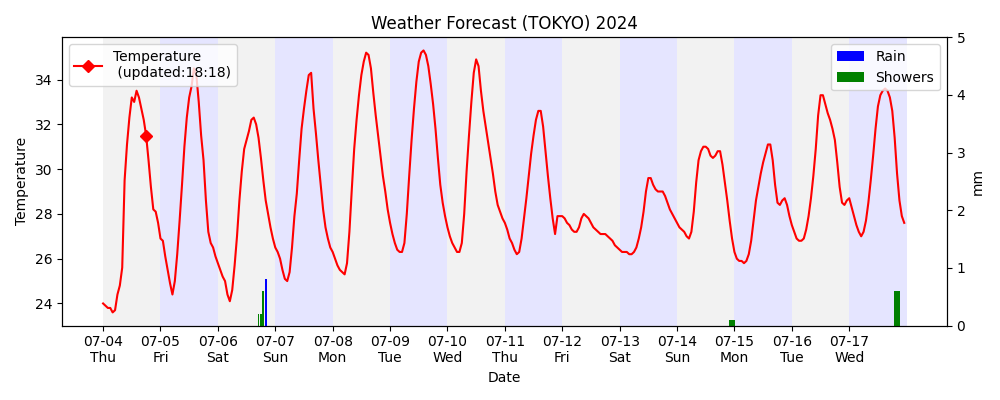 Weather Forecast (TOKYO) 2024
Temperature
(updated:18:18)
Rain
Showers
Temperature
34
32
30
28
26
24
5
4
3
2
1
0
mm
07-04 07-05 07-06 07-07 07-08 07-09 07-10 07-11 07-12 07-13 07-14 07-15 07-16 07-17
Thu Fri Sat Sun Mon Tue Wed Thu Fri Sat Sun Mon Tue Wed
Date